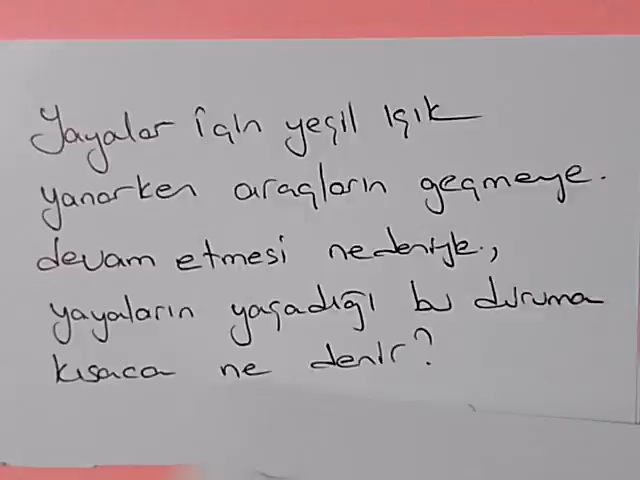 Yayalar için yeşil ışık
yanarken araçların geçmeye.
devam etmesi nedeniyle.,
yayaların yaşadığı bu duruma
kısaca ne denir?